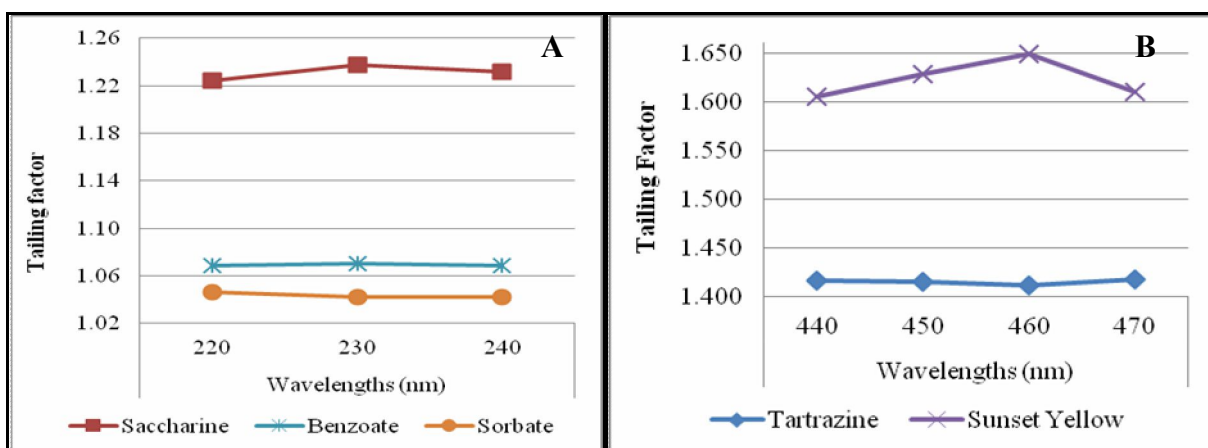 A
1.26
1.22
1.18
1.14
1.10
1.06
1.02
Tailing factor
220 230 240
Wavelengths (nm)
Saccharine Benzoate Sorbate
B
1.650
1.600
1.550
1.500
1.450
1.400
Tailing Factor
440 450 460 470
Wavelengths (nm)
Tartrazine Sunset Yellow